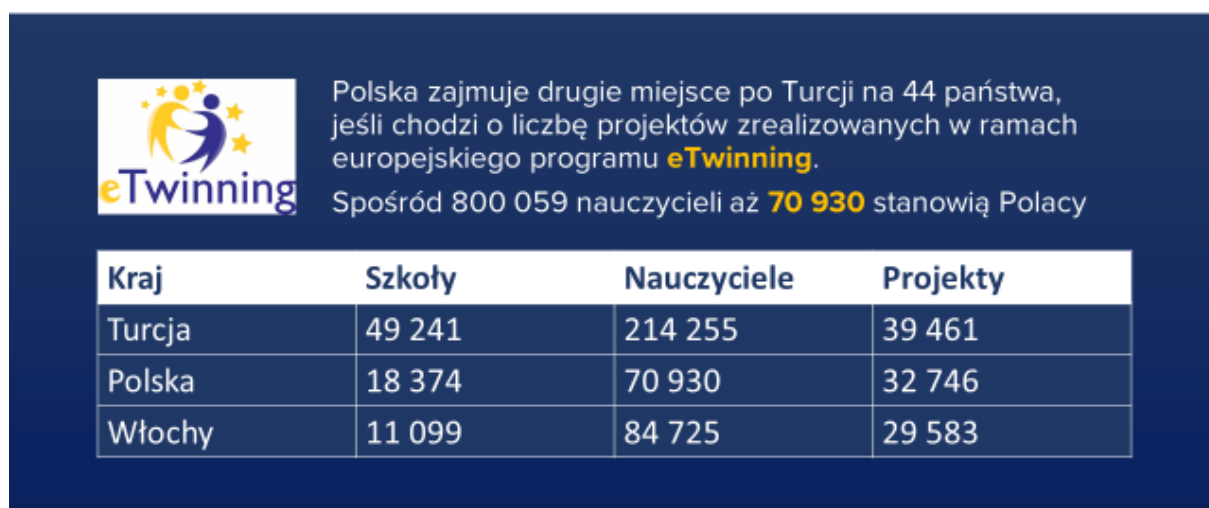 eTwinning
Polska zajmuje drugie miejsce po Turcji na 44 państwa,
jeśli chodzi o liczbę projektów zrealizowanych w ramach
europejskiego programu eTwinning.
Spośród 800 059 nauczycieli aż 70 930 stanowią Polacy
Kraj Szkoły Nauczyciele Projekty
Turcja 49 241 214 255 39 461
Polska 18 374 70 930 32 746
Włochy 11 099 84 725 29 583